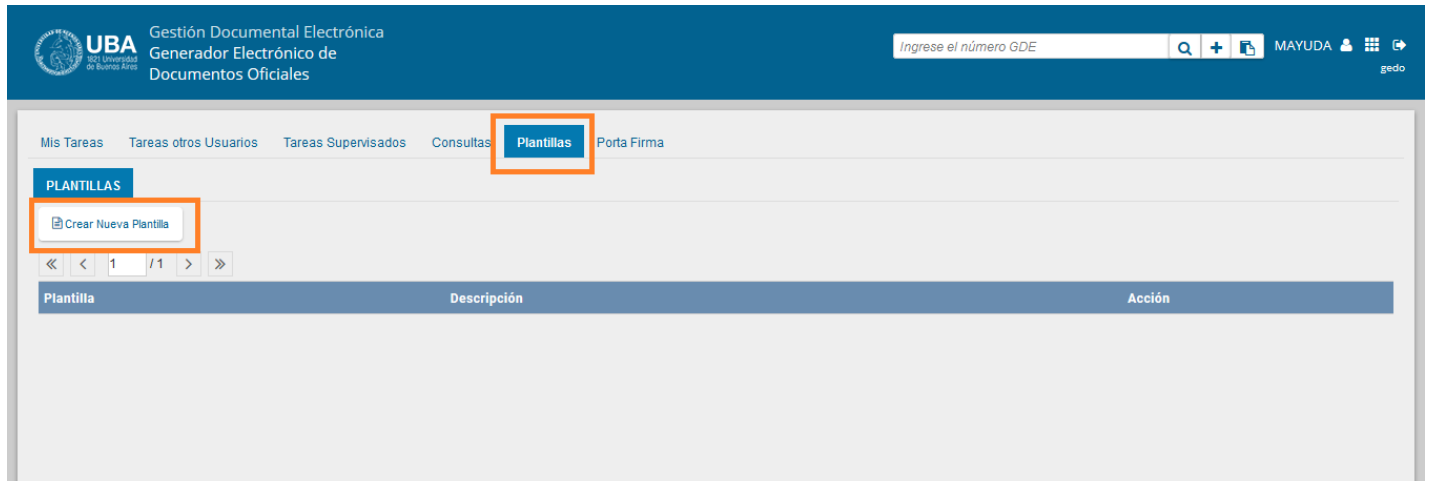 UBA
1821 Universidad
de Buenos Aires
Gestión Documental Electrónica
Generador Electrónico de
Documentos Oficiales
Ingrese el número GDE
MAYUDA
gedo
Mis Tareas Tareas otros Usuarios Tareas Supervisados Consultas Plantillas Porta Firma
PLANTILLAS
Crear Nueva Plantilla
1 / 1
Plantilla Descripción Acción